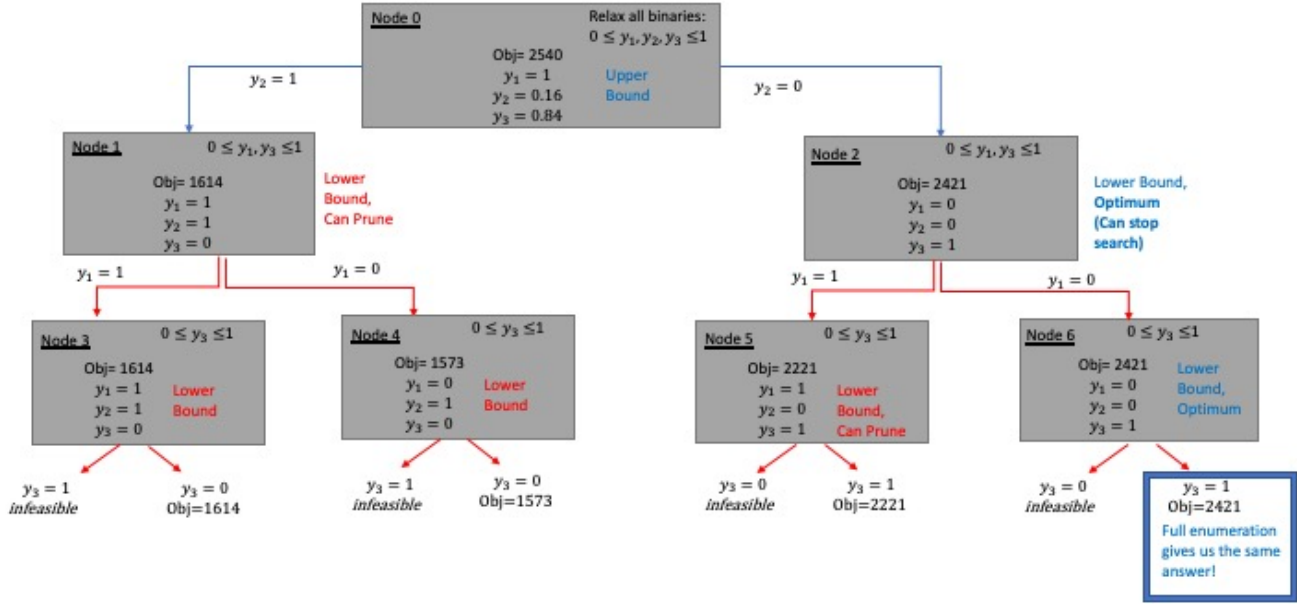 Node 0
Relax all binaries:
0 ≤ y₁, y₂, y₃ ≤1
Obj= 2540
y₁ = 1
y₂ = 0.16
y₃ = 0.84
Upper
Bound
y₂ = 1
y₂ = 0
Node 1
0 ≤ y₁, y₃ ≤1
Obj= 1614
y₁ = 1
y₂ = 1
y₃ = 0
Lower
Bound,
Can Prune
Node 2
0 ≤ y₁, y₃ ≤1
Obj= 2421
y₁ = 0
y₂ = 0
y₃ = 1
Lower Bound,
Optimum
(Can stop
search)
y₁ = 1
y₁ = 0
y₁ = 1
y₁ = 0
Node 3
0 ≤ y₃ ≤1
Obj= 1614
y₁ = 1
y₂ = 1
y₃ = 0
Lower
Bound
Node 4
0 ≤ y₃ ≤1
Obj= 1573
y₁ = 0
y₂ = 1
y₃ = 0
Lower
Bound
Node 5
0 ≤ y₃ ≤1
Obj= 2221
y₁ = 1
y₂ = 0
y₃ = 1
Lower
Bound,
Can Prune
Node 6
0 ≤ y₃ ≤1
Obj= 2421
y₁ = 0
y₂ = 0
y₃ = 1
Lower
Bound,
Optimum
y₃ = 1
infeasible
y₃ = 0
Obj=1614
y₃ = 1
infeasible
y₃ = 0
Obj=1573
y₃ = 0
infeasible
y₃ = 1
Obj=2221
y₃ = 0
infeasible
y₃ = 1
Obj=2421
Full enumeration
gives us the same
answer!